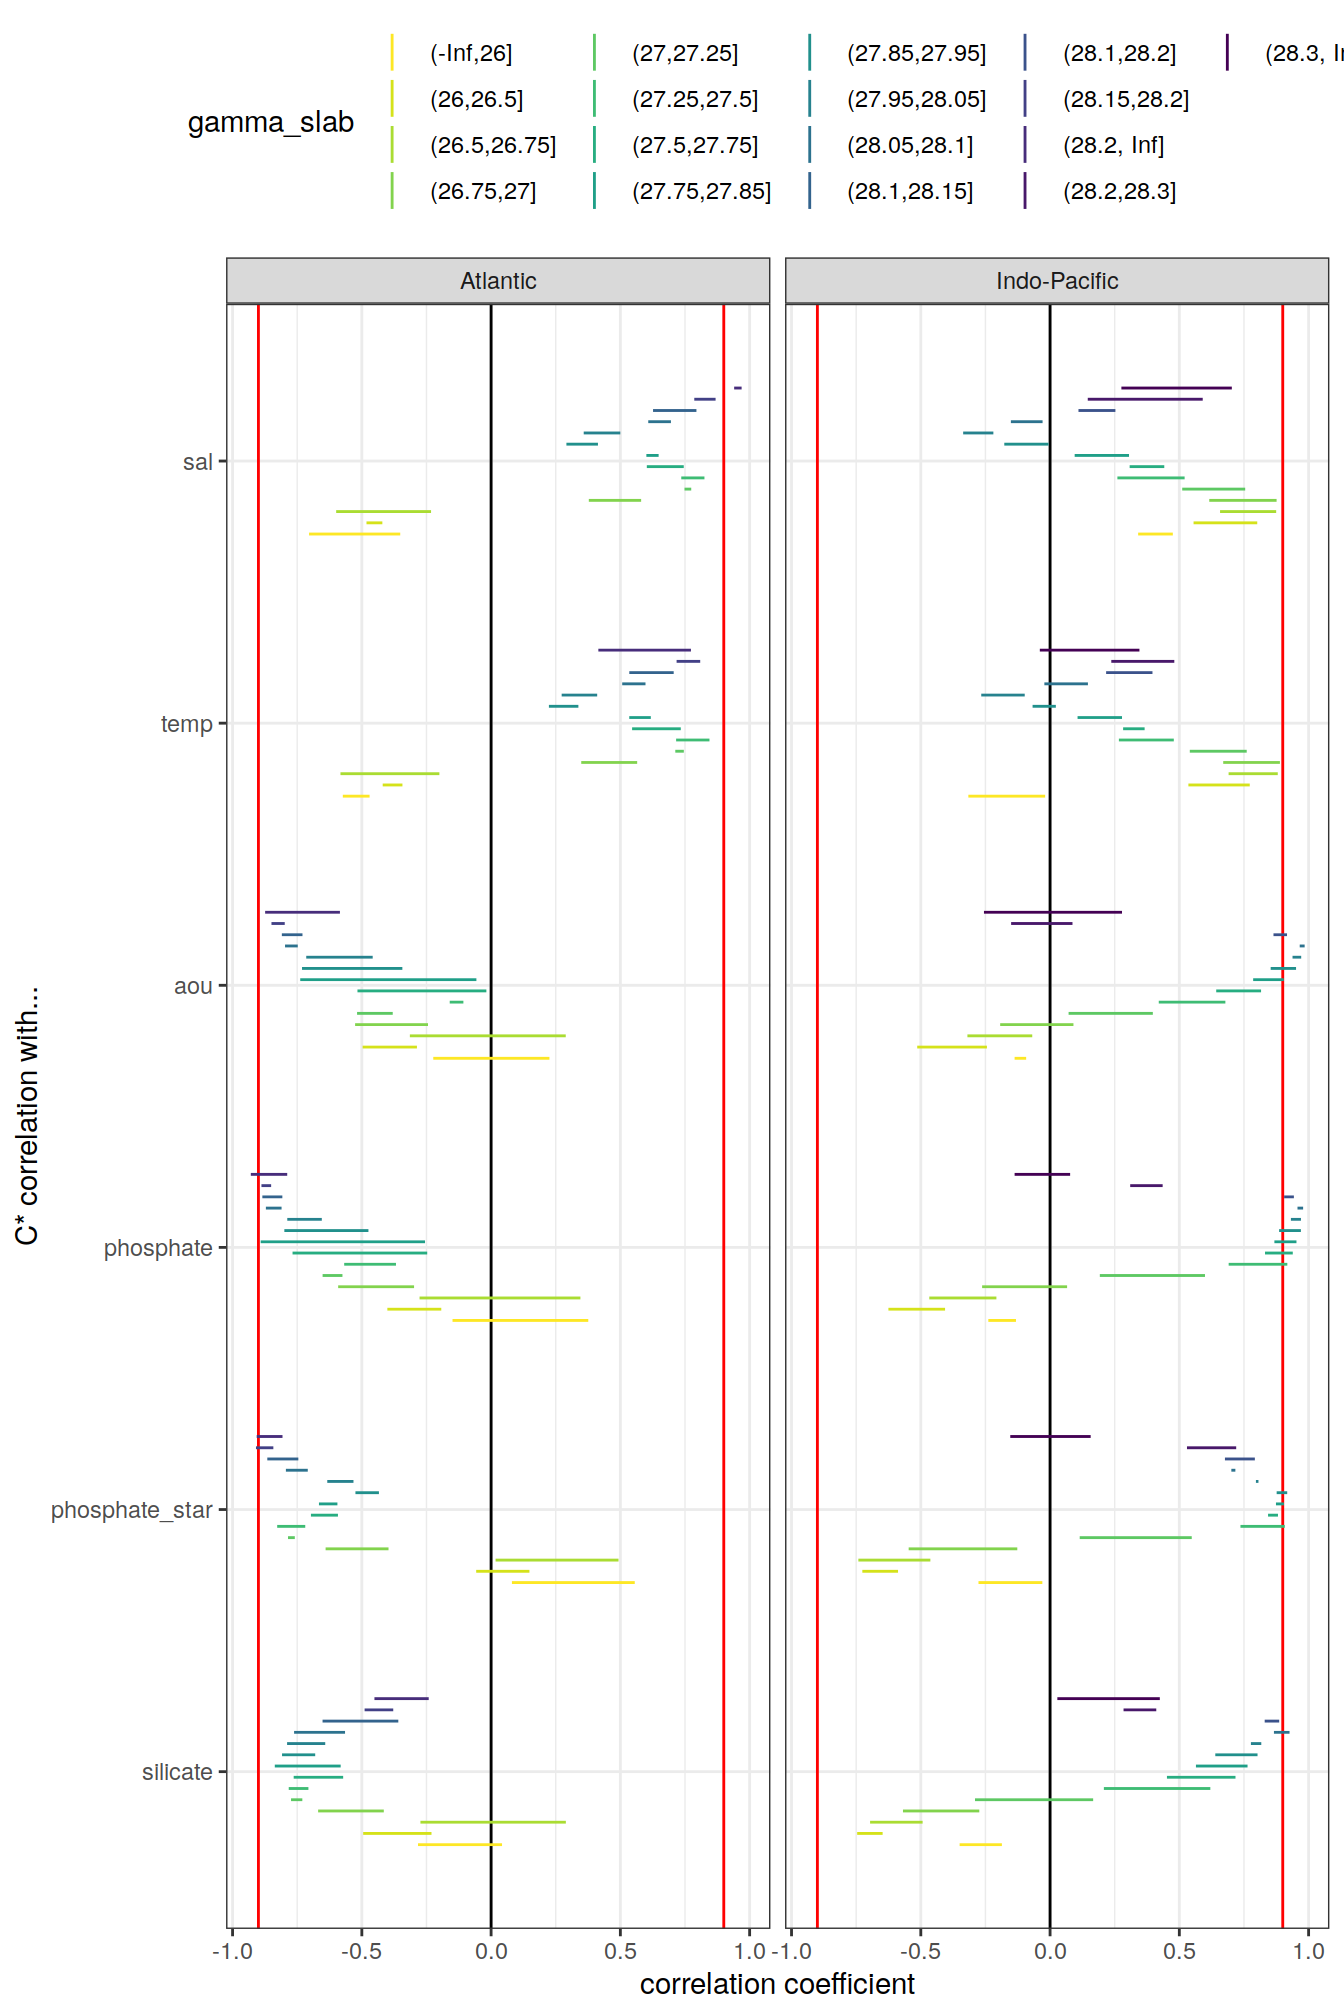 gamma_slab
(-Inf,26]
(26,26.5]
(26.5,26.75]
(26.75,27]
(27,27.25]
(27.25,27.5]
(27.5,27.75]
(27.75,27.85]
(27.85,27.95]
(27.95,28.05]
(28.05,28.1]
(28.1,28.15]
(28.1,28.2]
(28.15,28.2]
(28.2, Inf]
(28.2,28.3]
(28.3,
Atlantic
Indo-Pacific
C* correlation with...
sal
temp
aou
phosphate
phosphate_star
silicate
-1.0 -0.5 0.0 0.5 1.0
-1.0 -0.5 0.0 0.5 1.0
correlation coefficient